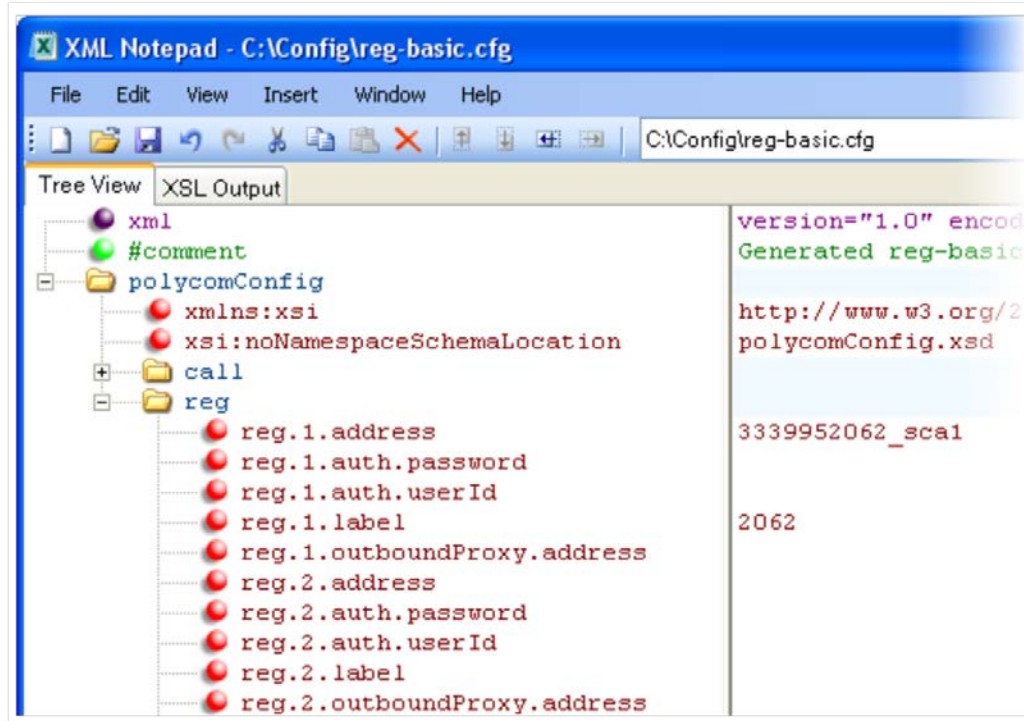 XML Notepad - C:\Config\reg-basic.cfg
File Edit View Insert Window Help
C:\Config\reg-basic.cfg
Tree View XSL Output
xml version="1.0" encod
#comment Generated reg-basic
polycomConfig
xmlns:xsi http://www.w3.org/2
xsi:noNamespaceSchemaLocation polycomConfig.xsd
call
reg
reg.1.address 3339952062_sca1
reg.1.auth.password
reg.1.auth.userId
reg.1.label 2062
reg.1.outboundProxy.address
reg.2.address
reg.2.auth.password
reg.2.auth.userId
reg.2.label
reg.2.outboundProxy.address